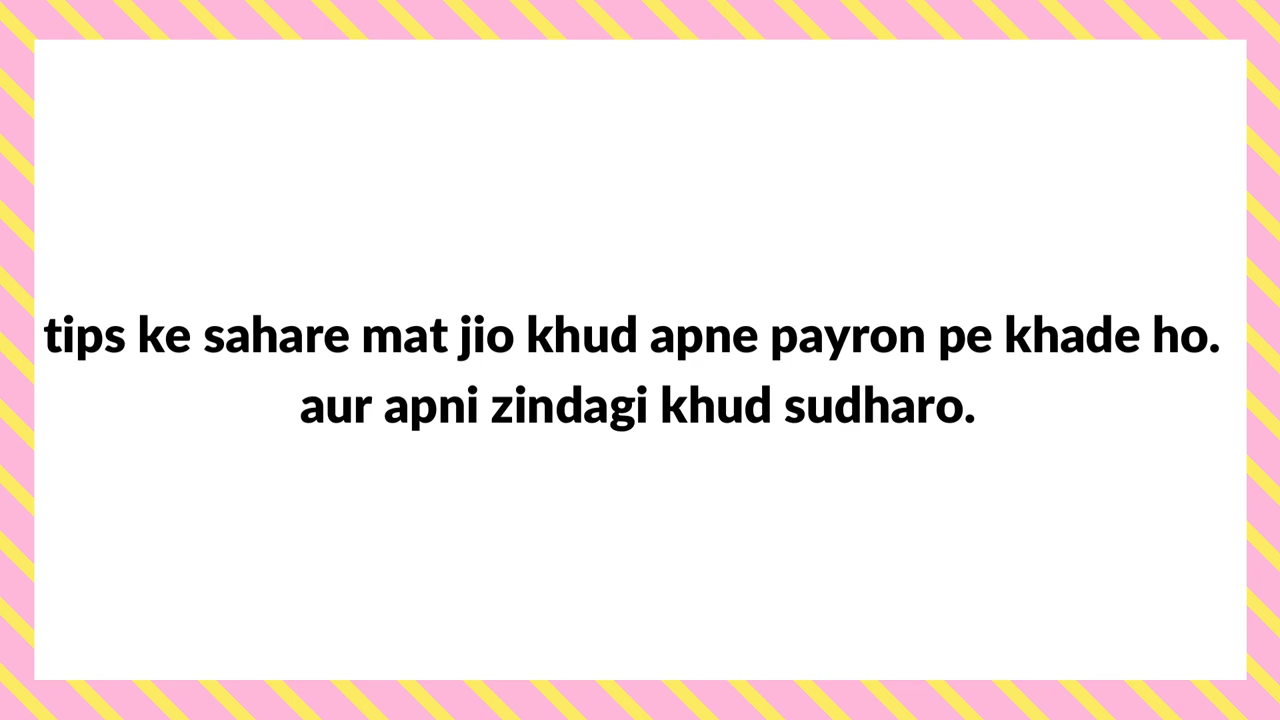 tips ke sahare mat jio khud apne payron pe khade ho.
aur apni zindagi khud sudharo.